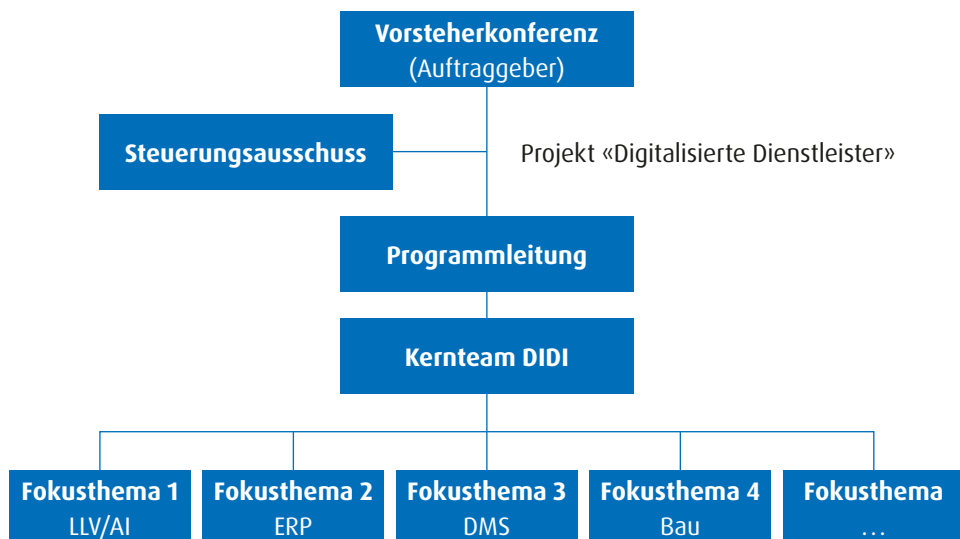 Vorsteherkonferenz
(Auftraggeber)
Steuerungsausschuss
Projekt «Digitalisierte Dienstleister»
Programmleitung
Kernteam DIDI
Fokusthema 1
LLV/AI
Fokusthema 2
ERP
Fokusthema 3
DMS
Fokusthema 4
Bau
Fokusthema
…